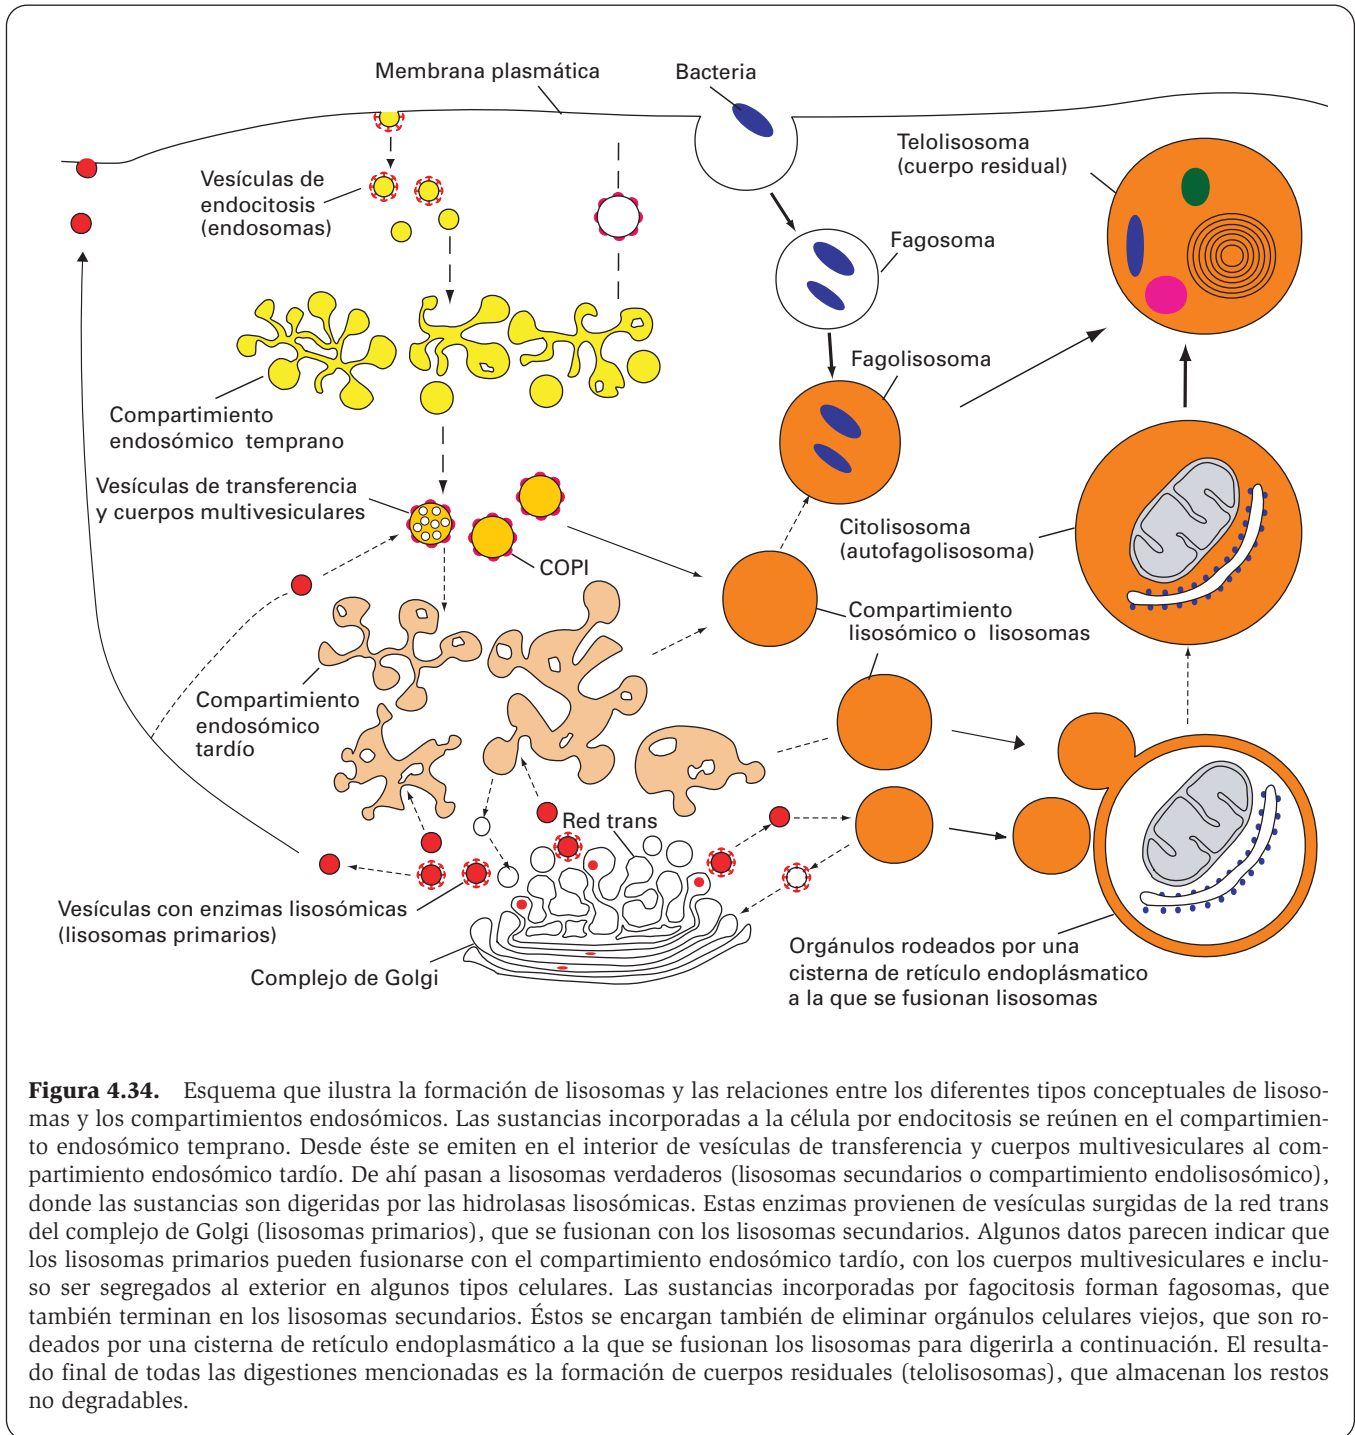 Membrana plasmática
Bacteria
Telolisosoma
(cuerpo residual)
Vesículas de
endocitosis
(endosomas)
Fagosoma
Fagolisosoma
Compartimiento
endosómico temprano
Vesículas de transferencia
y cuerpos multivesiculares
Citolisosoma
(autofagolisosoma)
COPI
Compartimiento
lisosómico o lisosomas
Compartimiento
endosómico
tardío
Red trans
Vesículas con enzimas lisosómicas
(lisosomas primarios)
Complejo de Golgi
Orgánulos rodeados por una
cisterna de retículo endoplásmatico
a la que se fusionan lisosomas
Figura 4.34. Esquema que ilustra la formación de lisosomas y las relaciones entre los diferentes tipos conceptuales de lisoso-
mas y los compartimientos endosómicos. Las sustancias incorporadas a la célula por endocitosis se reúnen en el compartimien-
to endosómico temprano. Desde éste se emiten en el interior de vesículas de transferencia y cuerpos multivesiculares al com-
partimiento endosómico tardío. De ahí pasan a lisosomas verdaderos (lisosomas secundarios o compartimiento endolisosómico),
donde las sustancias son digeridas por las hidrolasas lisosómicas. Estas enzimas provienen de vesículas surgidas de la red trans
del complejo de Golgi (lisosomas primarios), que se fusionan con los lisosomas secundarios. Algunos datos parecen indicar que
los lisosomas primarios pueden fusionarse con el compartimiento endosómico tardío, con los cuerpos multivesiculares e inclu-
so ser segregados al exterior en algunos tipos celulares. Las sustancias incorporadas por fagocitosis forman fagosomas, que
también terminan en los lisosomas secundarios. Éstos se encargan también de eliminar orgánulos celulares viejos, que son ro-
deados por una cisterna de retículo endoplasmático a la que se fusionan los lisosomas para digerirla a continuación. El resulta-
do final de todas las digestiones mencionadas es la formación de cuerpos residuales (telolisosomas), que almacenan los restos
no degradables.